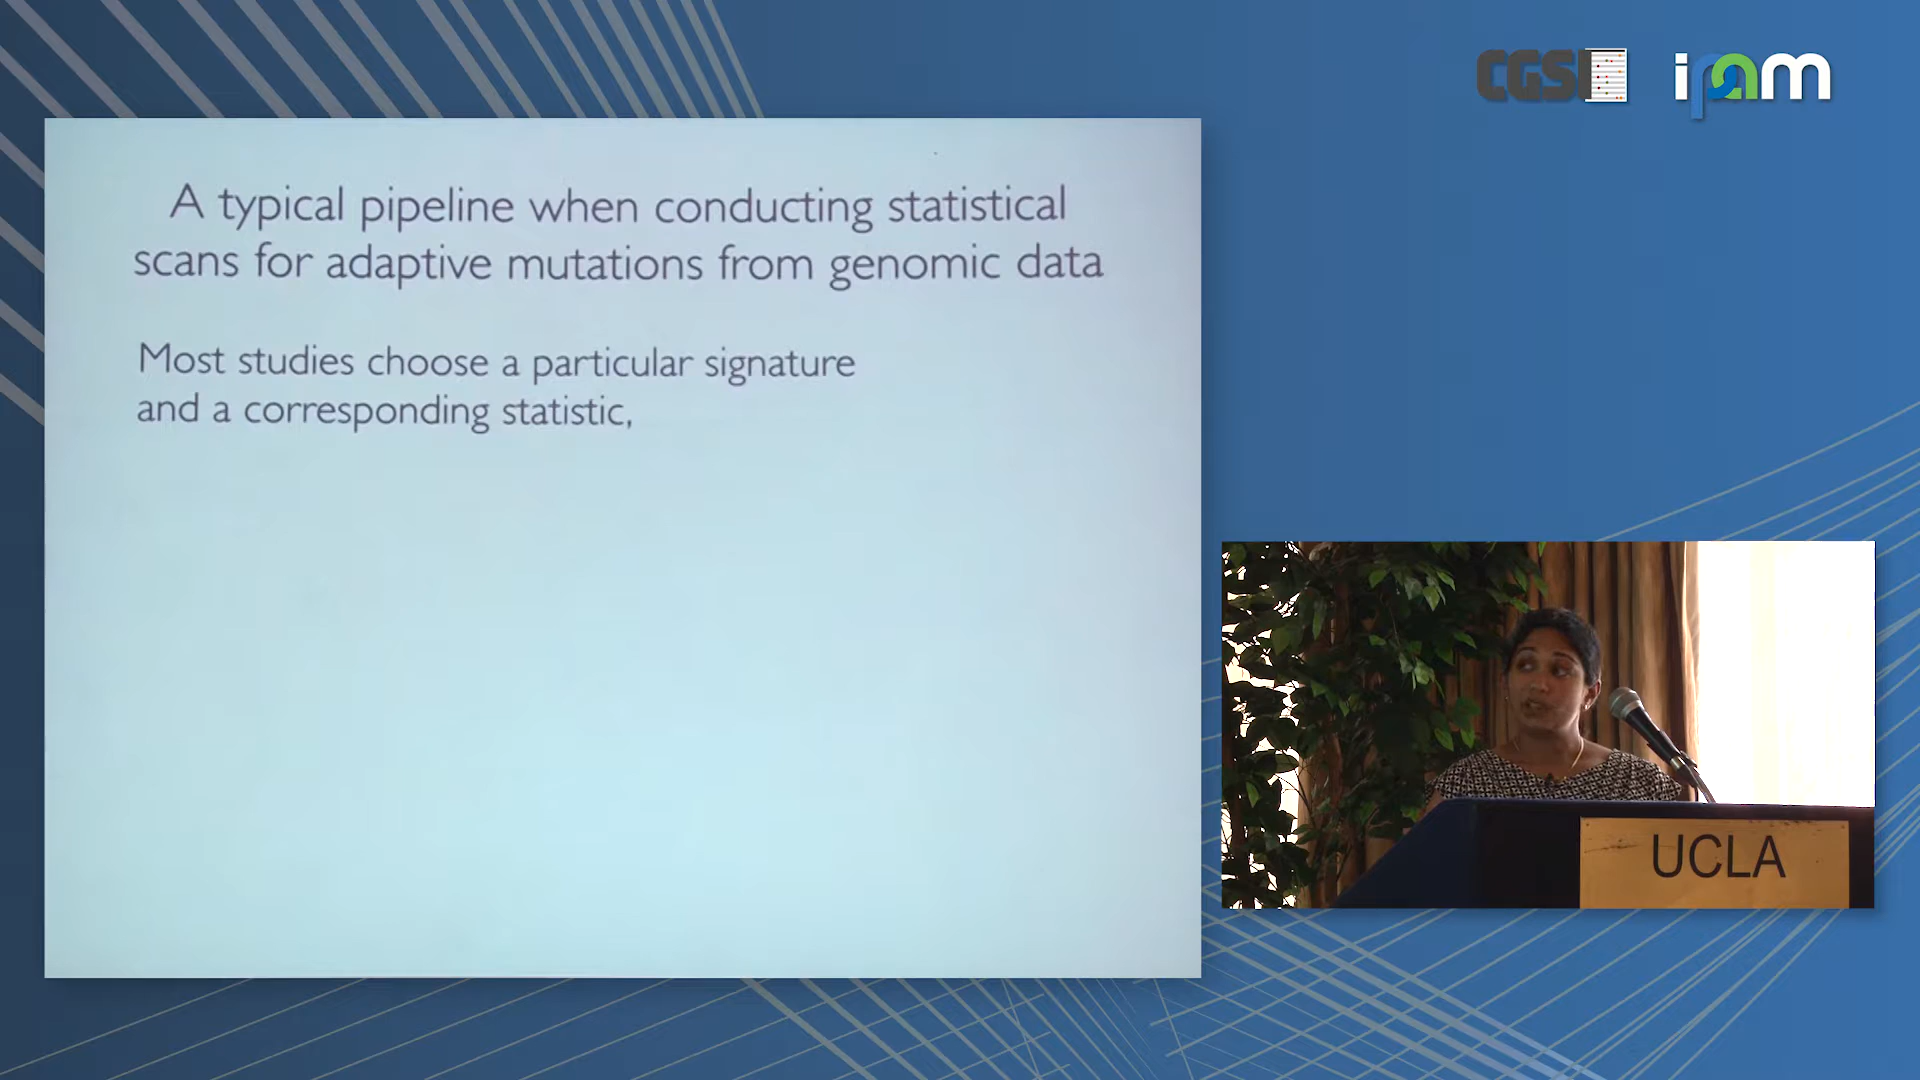 CGSI
ipam
A typical pipeline when conducting statistical
scans for adaptive mutations from genomic data
Most studies choose a particular signature
and a corresponding statistic,
UCLA